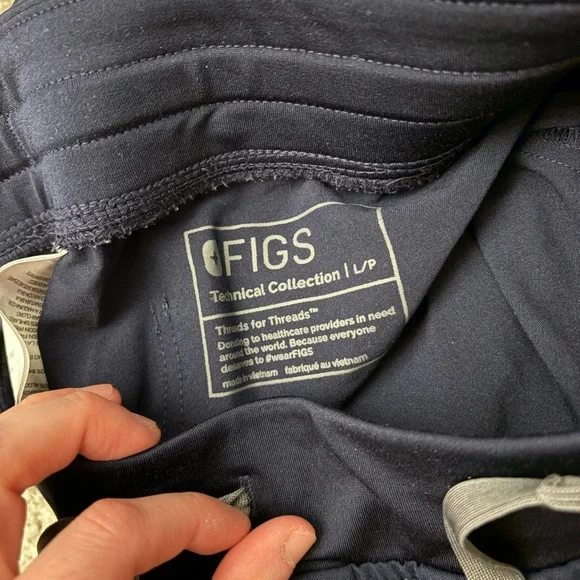 FIGS
Technical Collection | L/P
Threads for Threads™
Donating to healthcare providers in need
around the world. Because everyone
deserves to #wearFIGS
made in vietnam fabriqué au vietnam